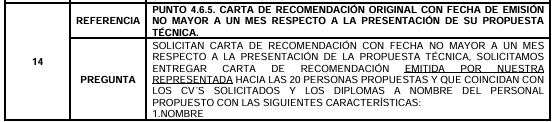 REFERENCIA
PUNTO 4.6.5. CARTA DE RECOMENDACIÓN ORIGINAL CON FECHA DE EMISIÓN
NO MAYOR A UN MES RESPECTO A LA PRESENTACIÓN DE SU PROPUESTA
TÉCNICA.
14
PREGUNTA
SOLICITAN CARTA DE RECOMENDACIÓN CON FECHA NO MAYOR A UN MES
RESPECTO A LA PRESENTACIÓN DE LA PROPUESTA TÉCNICA, SOLICITAMOS
ENTREGAR CARTA DE RECOMENDACIÓN EMITIDA POR NUESTRA
REPRESENTADA HACIA LAS 20 PERSONAS PROPUESTAS Y QUE COINCIDAN CON
LOS CV´S SOLICITADOS Y LOS DIPLOMAS A NOMBRE DEL PERSONAL
PROPUESTO CON LAS SIGUIENTES CARACTERÍSTICAS:
1.NOMBRE